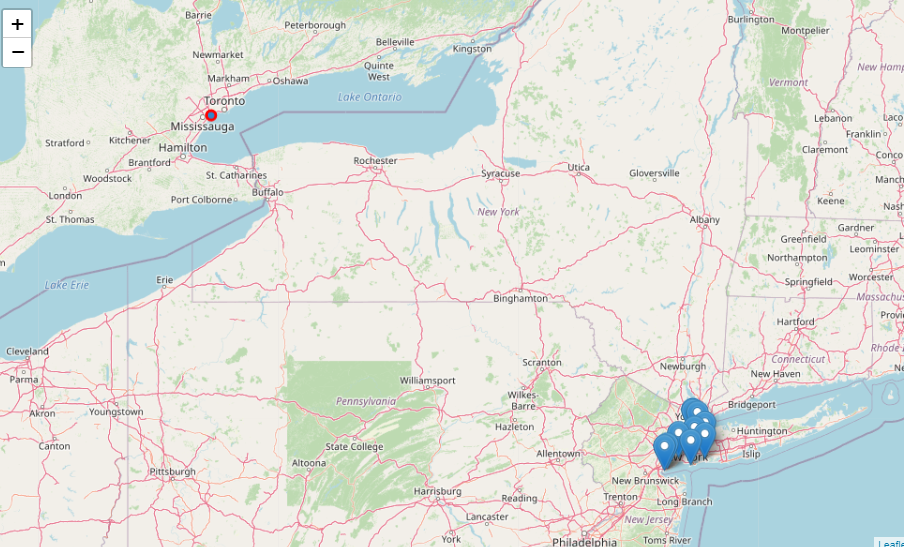 +
−
Barrie
Peterborough
Burlington
Montpelier
Belleville
Kingston
Newmarket
Quinte
West
Vermont
New Hamp
Markham
Oshawa
Toronto
Lake Ontario
Mississauga
Lebanon
Laco
Franklin
Stratford
Kitchener
Hamilton
Claremont
Conco
Brantford
Rochester
Utica
Woodstock
St. Catharines
Syracuse
Gloversville
Manch
London
Buffalo
Keene
Port Colborne
Nash
St. Thomas
New York
Albany
Gardner
Greenfield
Leominster
Northampton
Erie
Springfield
Worcester
Lake Erie
Binghamton
Massachus
Hartford
Provi
Cleveland
Connecticut
Rhode I
Scranton
Newburgh
Parma
Williamsport
New Haven
Wilkes-
Barre
Pennsylvania
Akron
Youngstown
Bridgeport
Hazleton
Huntington
Canton
State College
Allentown
Islip
Altoona
Pittsburgh
New Brunswick
Harrisburg
Reading
Trenton
Long Branch
Lancaster
New Jersey
York
Philadelphia
Toms River
Leafle